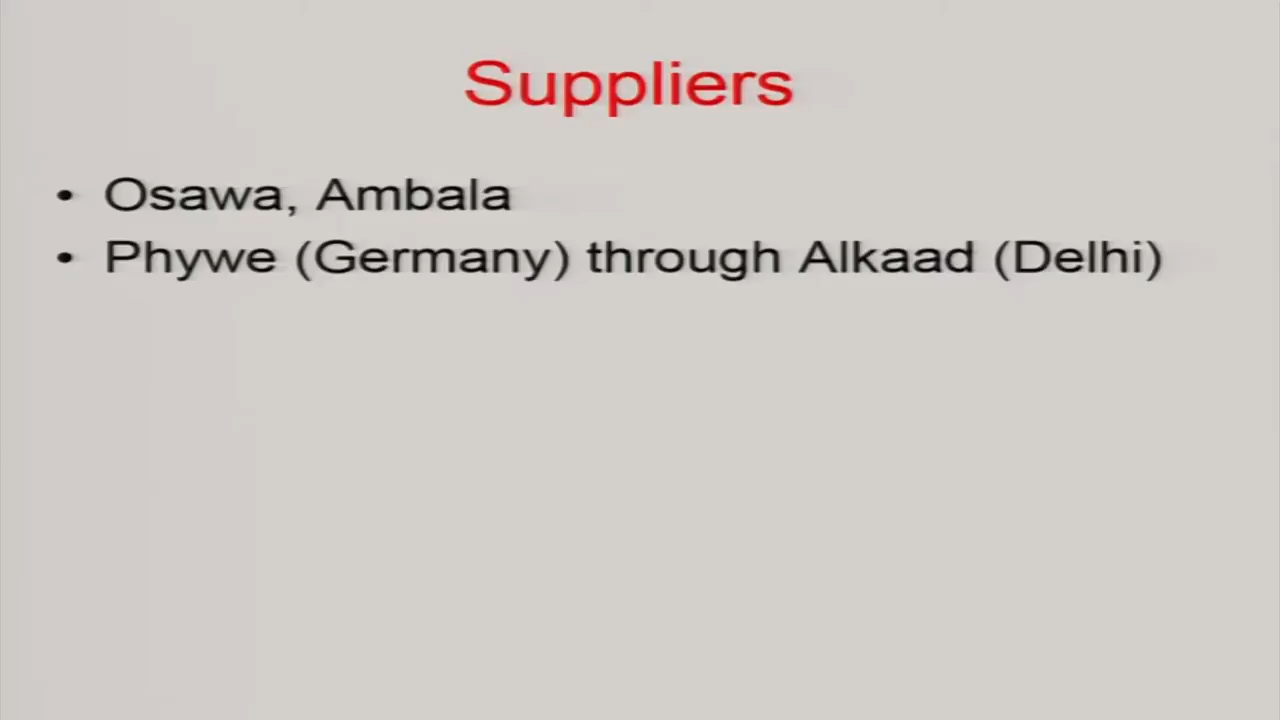 Suppliers
• Osawa, Ambala
• Phywe (Germany) through Alkaad (Delhi)